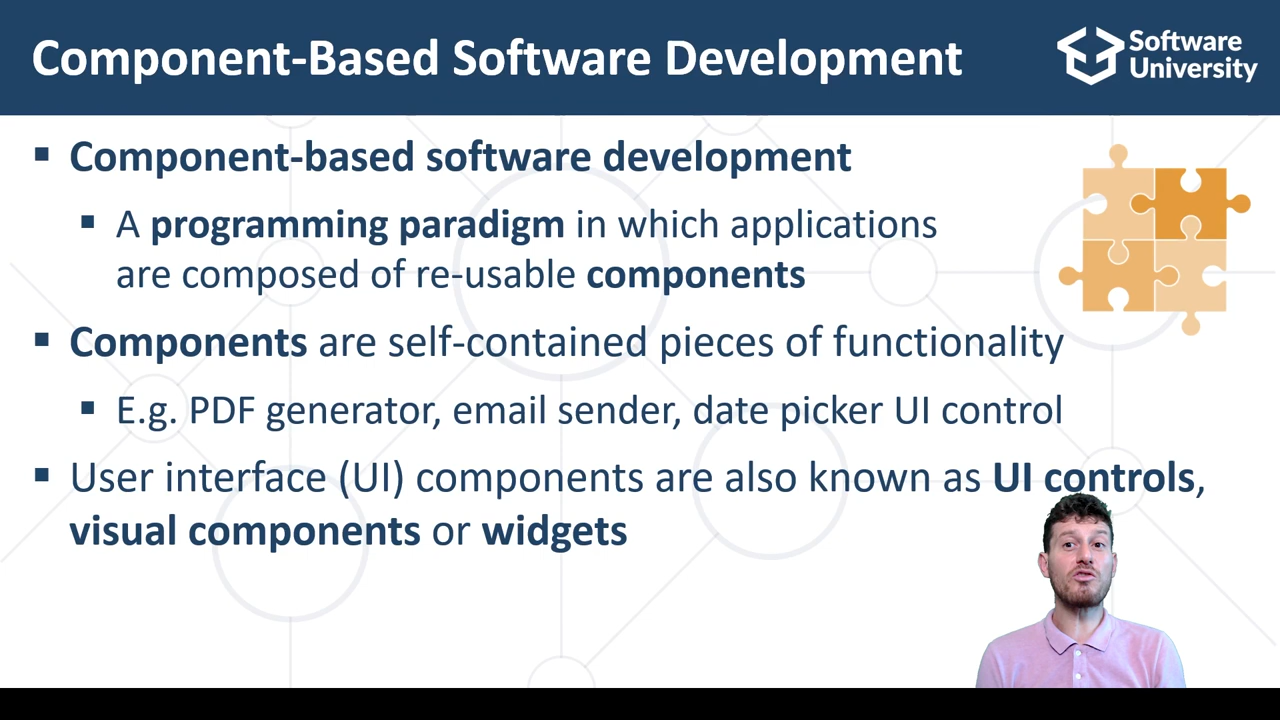 Component-Based Software Development
Software
University
▪ Component-based software development
▪ A programming paradigm in which applications
are composed of re-usable components
▪ Components are self-contained pieces of functionality
▪ E.g. PDF generator, email sender, date picker UI control
▪ User interface (UI) components are also known as UI controls,
visual components or widgets